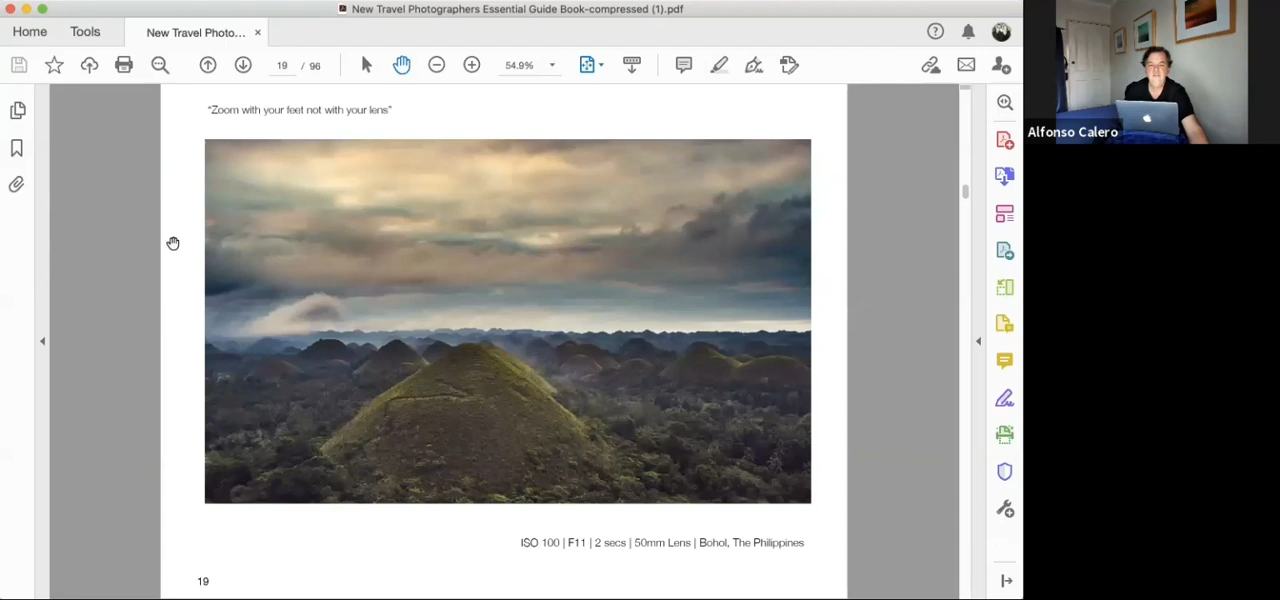 New Travel Photographers Essential Guide Book-compressed (1).pdf
Home
Tools
New Travel Photo...
19 / 96
54.9%
"Zoom with your feet not with your lens"
ISO 100 | F11 | 2 secs | 50mm Lens | Bohol, The Philippines
19
Alfonso Calero